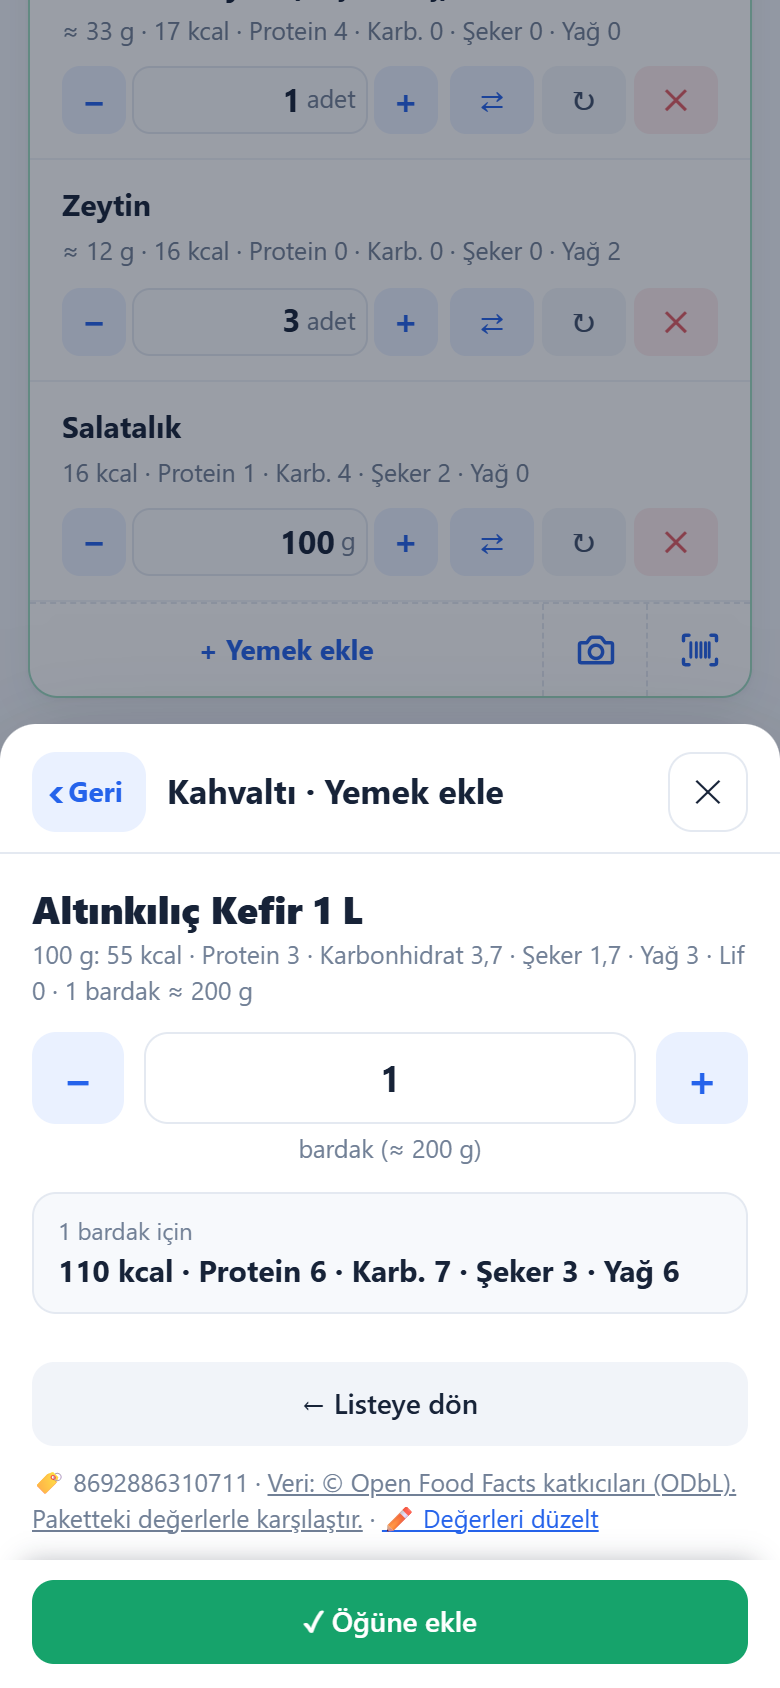 ≈ 33 g · 17 kcal · Protein 4 · Karb. 0 · Şeker 0 · Yağ 0
− 1 adet + ⇄ ↻ ✕
Zeytin
≈ 12 g · 16 kcal · Protein 0 · Karb. 0 · Şeker 0 · Yağ 2
− 3 adet + ⇄ ↻ ✕
Salatalık
16 kcal · Protein 1 · Karb. 4 · Şeker 2 · Yağ 0
− 100 g + ⇄ ↻ ✕
+ Yemek ekle
‹ Geri Kahvaltı · Yemek ekle ✕
Altınkılıç Kefir 1 L
100 g: 55 kcal · Protein 3 · Karbonhidrat 3,7 · Şeker 1,7 · Yağ 3 · Lif
0 · 1 bardak ≈ 200 g
− 1 +
bardak (≈ 200 g)
1 bardak için
110 kcal · Protein 6 · Karb. 7 · Şeker 3 · Yağ 6
← Listeye dön
🏷️ 8692886310711 · Veri: © Open Food Facts katkıcıları (ODbL).
Paketteki değerlerle karşılaştır. · ✏️ Değerleri düzelt
✓ Öğüne ekle